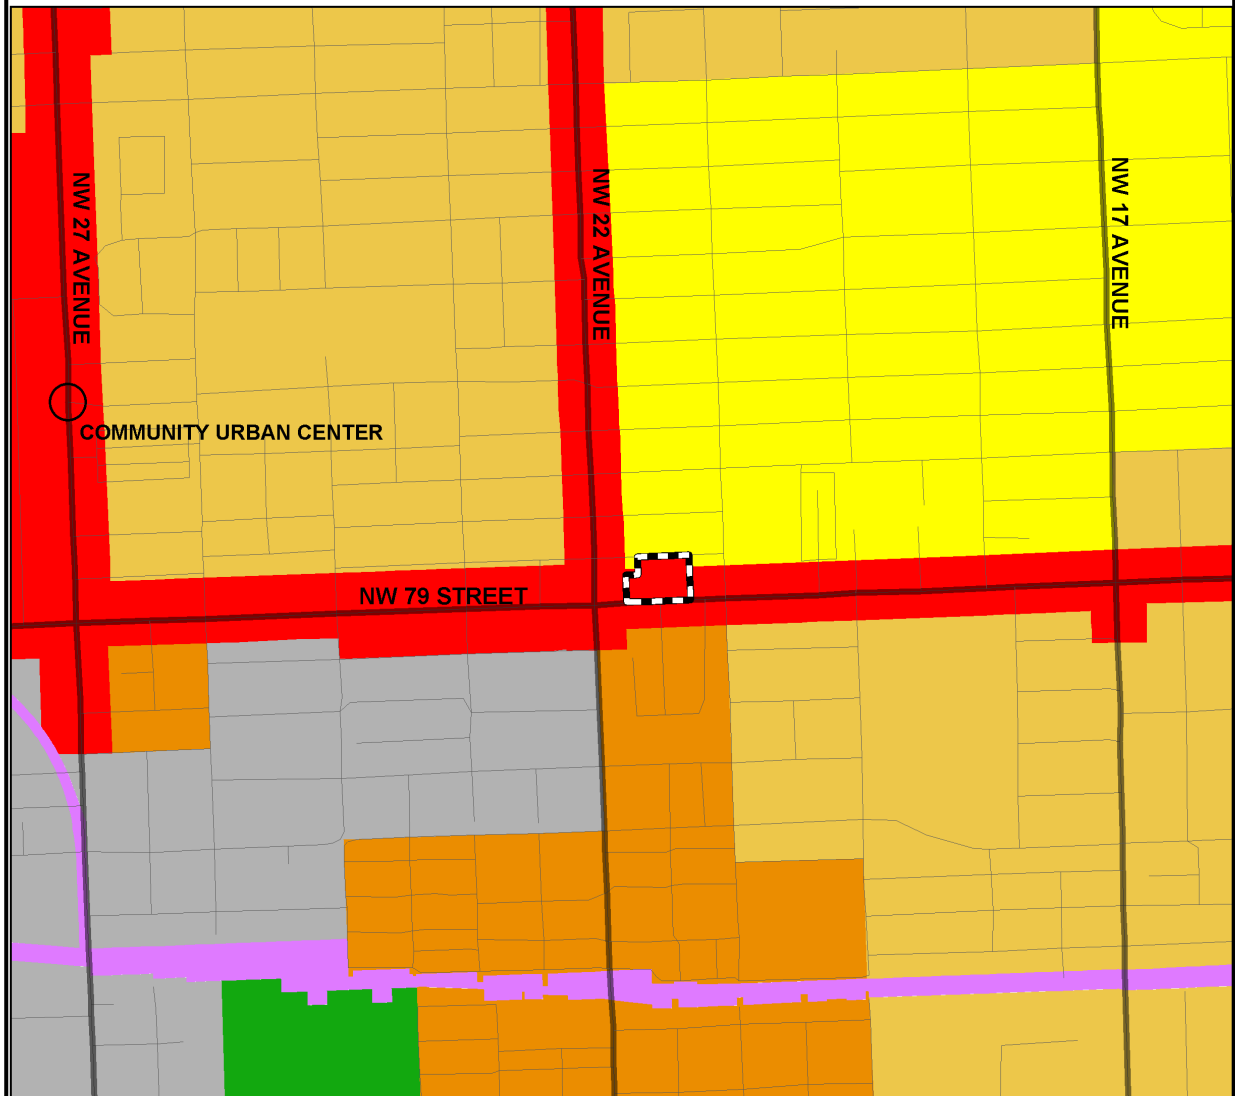 NW 27 AVENUE
NW 22 AVENUE
NW 17 AVENUE
COMMUNITY URBAN CENTER
NW 79 STREET